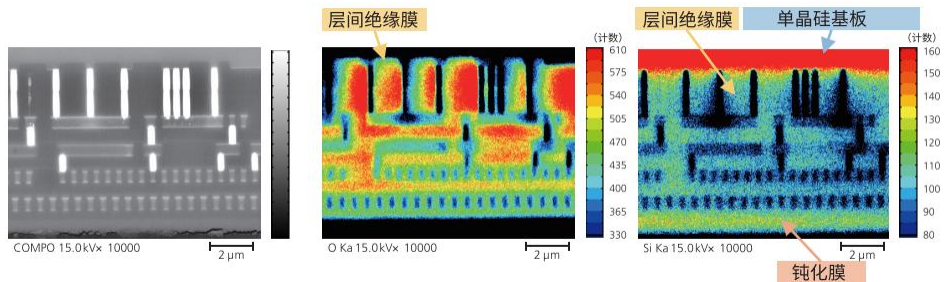 层间绝缘膜
层间绝缘膜
单晶硅基板
(计数)
610
575
540
505
470
435
400
365
330
(计数)
160
150
140
130
120
110
100
90
80
COMPO 15.0kV× 10000
2 μm
O Ka 15.0kV× 10000
2 μm
Si Ka 15.0kV× 10000
2 μm
钝化膜